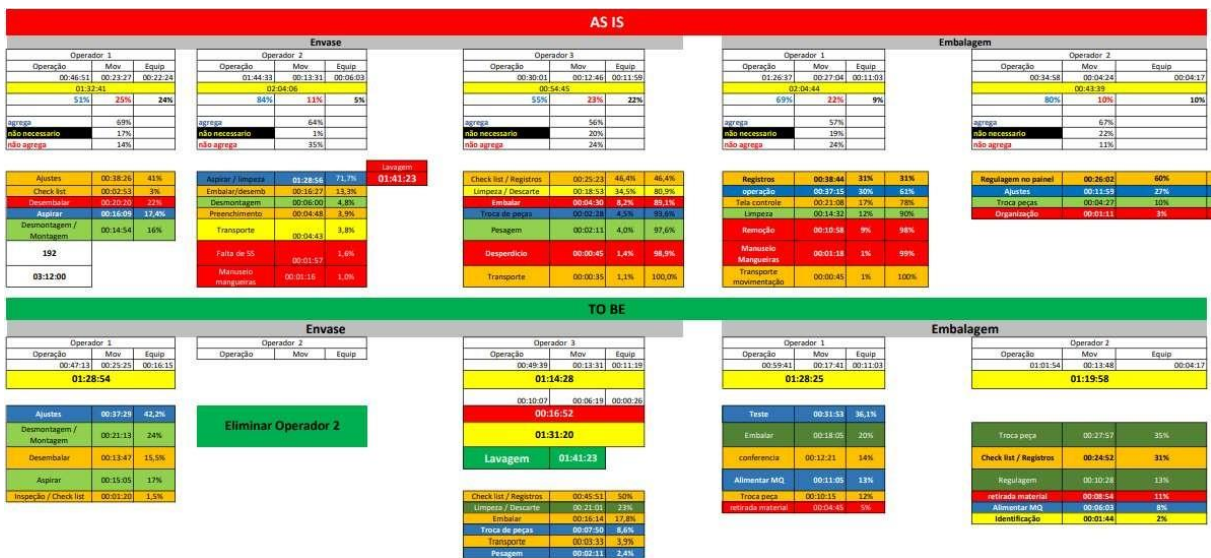 AS IS
Envase
Embalagem
Operador 1
Operador 2
Operador 3
Operador 1
Operador 2
Operação Mov Equip
Operação Mov Equip
Operação Mov Equip
Operação Mov Equip
Operação Mov Equip
00:46:51 00:23:27 00:22:24
01:44:33 00:13:31 00:06:03
00:30:01 00:12:46 00:11:59
01:26:37 00:27:04 00:11:03
00:34:58 00:04:24 00:04:17
01:32:41
02:04:06
00:54:45
02:04:44
00:43:39
51% 25% 24%
84% 11% 5%
55% 23% 22%
69% 22% 9%
80% 10% 10%
agrega 69%
não necessario 17%
não agrega 14%
agrega 64%
não necessario 1%
não agrega 35%
agrega 56%
não necessario 20%
não agrega 24%
agrega 57%
não necessario 19%
não agrega 24%
agrega 67%
não necessario 22%
não agrega 11%
Ajustes 00:38:26 41%
Check list 00:02:53 3%
Desembalar 00:20:20 22%
Aspirar 00:16:09 17,4%
Desmontagem /
Montagem 00:14:54 16%
192
03:12:00
Aspirar / limpeza 01:28:56 71,7%
Embalar/desemb 00:16:27 13,3%
Desmontagem 00:06:00 4,8%
Preenchimento 00:04:48 3,9%
Transporte 00:04:43 3,8%
Falta de SS 00:01:57 1,6%
Manuseio
mangueiras 00:01:16 1,0%
Lavagem
01:41:23
Check list / Registros 00:25:23 46,4% 46,4%
Limpeza / Descarte 00:18:53 34,5% 80,9%
Embalar 00:04:30 8,2% 89,1%
Troca de peças 00:02:28 4,5% 93,6%
Pesagem 00:02:11 4,0% 97,6%
Desperdicio 00:00:45 1,4% 98,9%
Transporte 00:00:35 1,1% 100,0%
Registros 00:38:44 31% 31%
operação 00:37:15 30% 61%
Tela controle 00:21:08 17% 78%
Limpeza 00:14:32 12% 90%
Remoção 00:10:58 9% 98%
Manuseio
Mangueiras 00:01:18 1% 99%
Transporte
movimentação 00:00:45 1% 100%
Regulagem no painel 00:26:02 60%
Ajustes 00:11:59 27%
Troca peças 00:04:27 10%
Organização 00:01:11 3%
TO BE
Envase
Embalagem
Operador 1
Operador 2
Operador 3
Operador 1
Operador 2
Operação Mov Equip
Operação Mov Equip
Operação Mov Equip
Operação Mov Equip
Operação Mov Equip
00:47:13 00:25:25 00:16:15
00:49:39 00:13:31 00:11:19
00:59:41 00:17:41 00:11:03
01:01:54 00:13:48 00:04:17
01:28:54
01:14:28
01:28:25
01:19:58
00:10:07 00:06:19 00:00:26
00:16:52
01:31:20
Lavagem 01:41:23
Ajustes 00:37:29 42,2%
Desmontagem /
Montagem 00:21:13 24%
Desembalar 00:13:47 15,5%
Aspirar 00:15:05 17%
Inspeção / Check list 00:01:20 1,5%
Eliminar Operador 2
Check list / Registros 00:45:51 50%
Limpeza / Descarte 00:21:01 23%
Embalar 00:16:14 17,8%
Troca de peças 00:07:50 8,6%
Transporte 00:03:33 3,9%
Pesagem 00:02:11 2,4%
Teste 00:31:53 36,1%
Embalar 00:18:05 20%
conferencia 00:12:21 14%
Alimentar MQ 00:11:05 13%
Troca peça 00:10:15 12%
retirada material 00:04:45 5%
Troca peça 00:27:57 35%
Check list / Registros 00:24:52 31%
Regulagem 00:10:28 13%
retirada material 00:08:54 11%
Alimentar MQ 00:06:03 8%
Identificação 00:01:44 2%